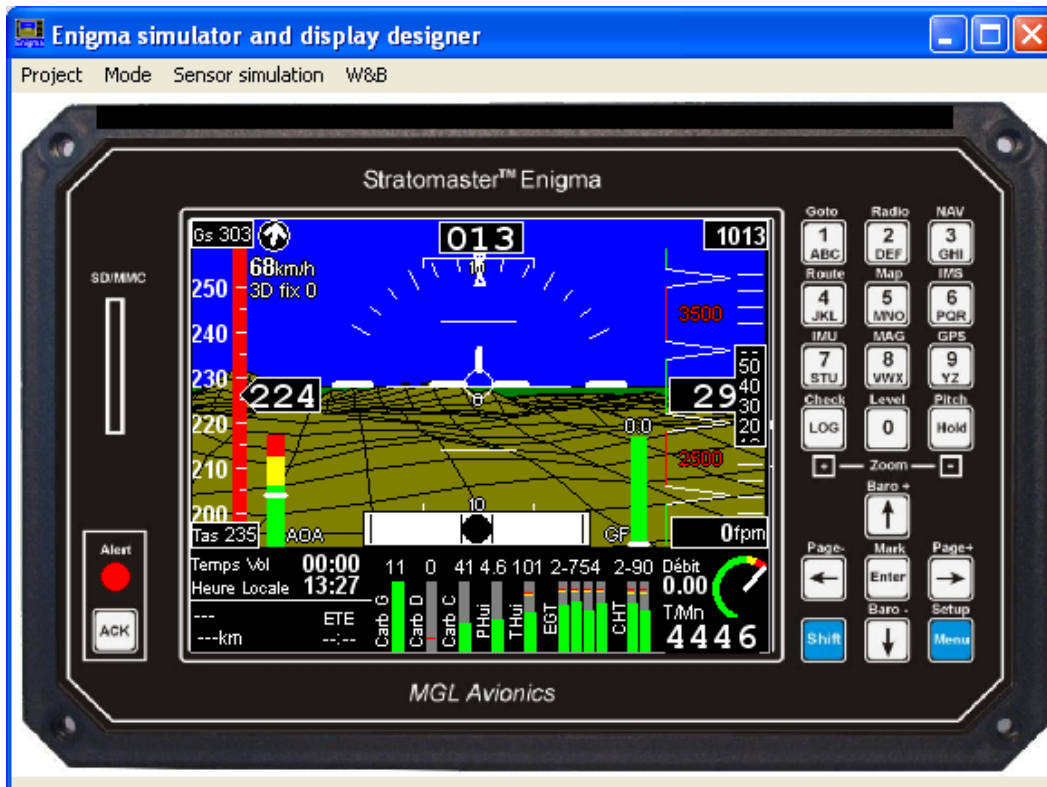 Enigma simulator and display designer
Project Mode Sensor simulation W&B
Stratomaster™ Enigma
SD/MMC
Gs 303
013
1013
68km/h
3D fix 0
10
250
240
230
220
210
200
224
3500
2500
29
50
40
30
20
0
0.0
10
Tas 235
AOA
GF
0fpm
Temps Vol 00:00
Heure Locale 13:27
---
ETE
---km
--:--
11 0 41 4.6 101 2-754 2-90
Carb G
Carb D
Carb C
PHui
THui
EGT
CHT
Débit
0.00
T/Mn
4446
Alert
ACK
MGL Avionics
Goto Radio NAV
1 2 3
ABC DEF GHI
Route Map IMS
4 5 6
JKL MNO PQR
IMU MAG GPS
7 8 9
STU VWX YZ
Check Level Pitch
LOG 0 Hold
+ Zoom -
Baro +
Page- Mark Page+
Enter
Baro - Setup
Shift Menu